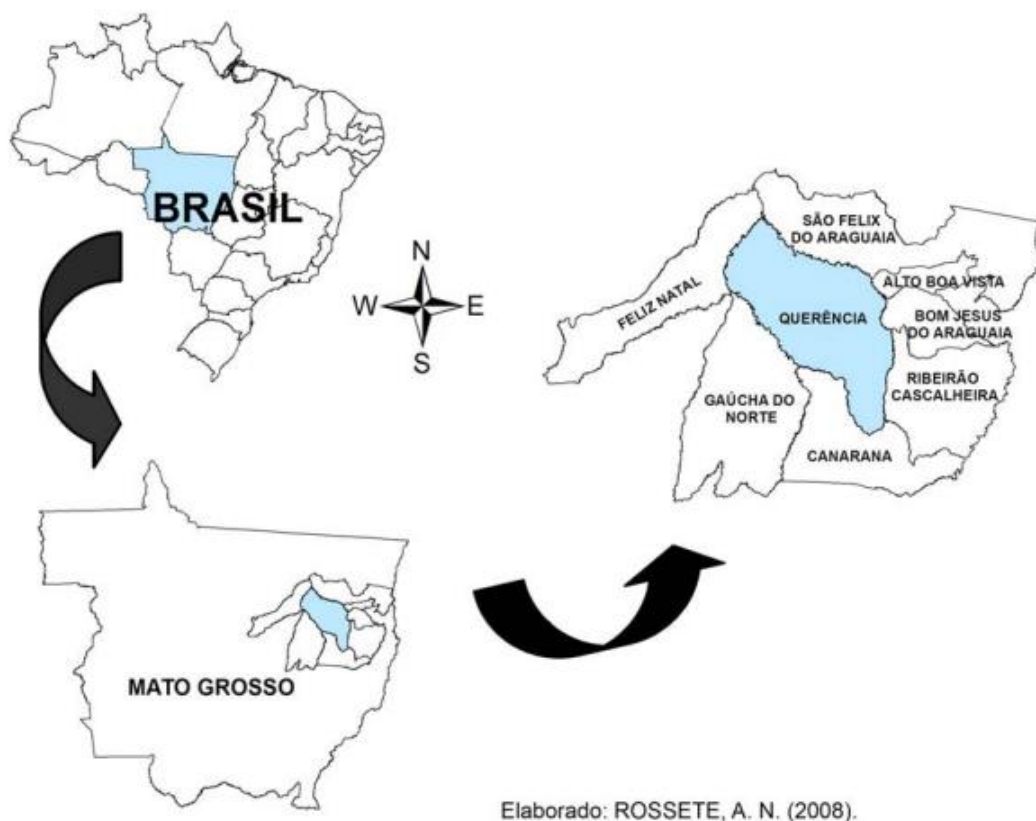 BRASIL
N
W E
S
SÃO FELIX
DO ARAGUAIA
ALTO BOA VISTA
FELIZ NATAL
QUERÊNCIA
BOM JESUS
DO ARAGUAIA
RIBEIRÃO
CASCALHEIRA
GAÚCHA DO
NORTE
CANARANA
MATO GROSSO
Elaborado: ROSSETE, A. N. (2008).